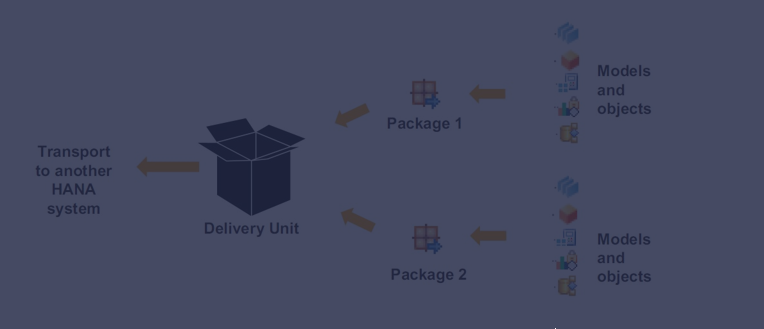 Models
and
objects
Package 1
Transport
to another
HANA
system
Delivery Unit
Models
and
objects
Package 2